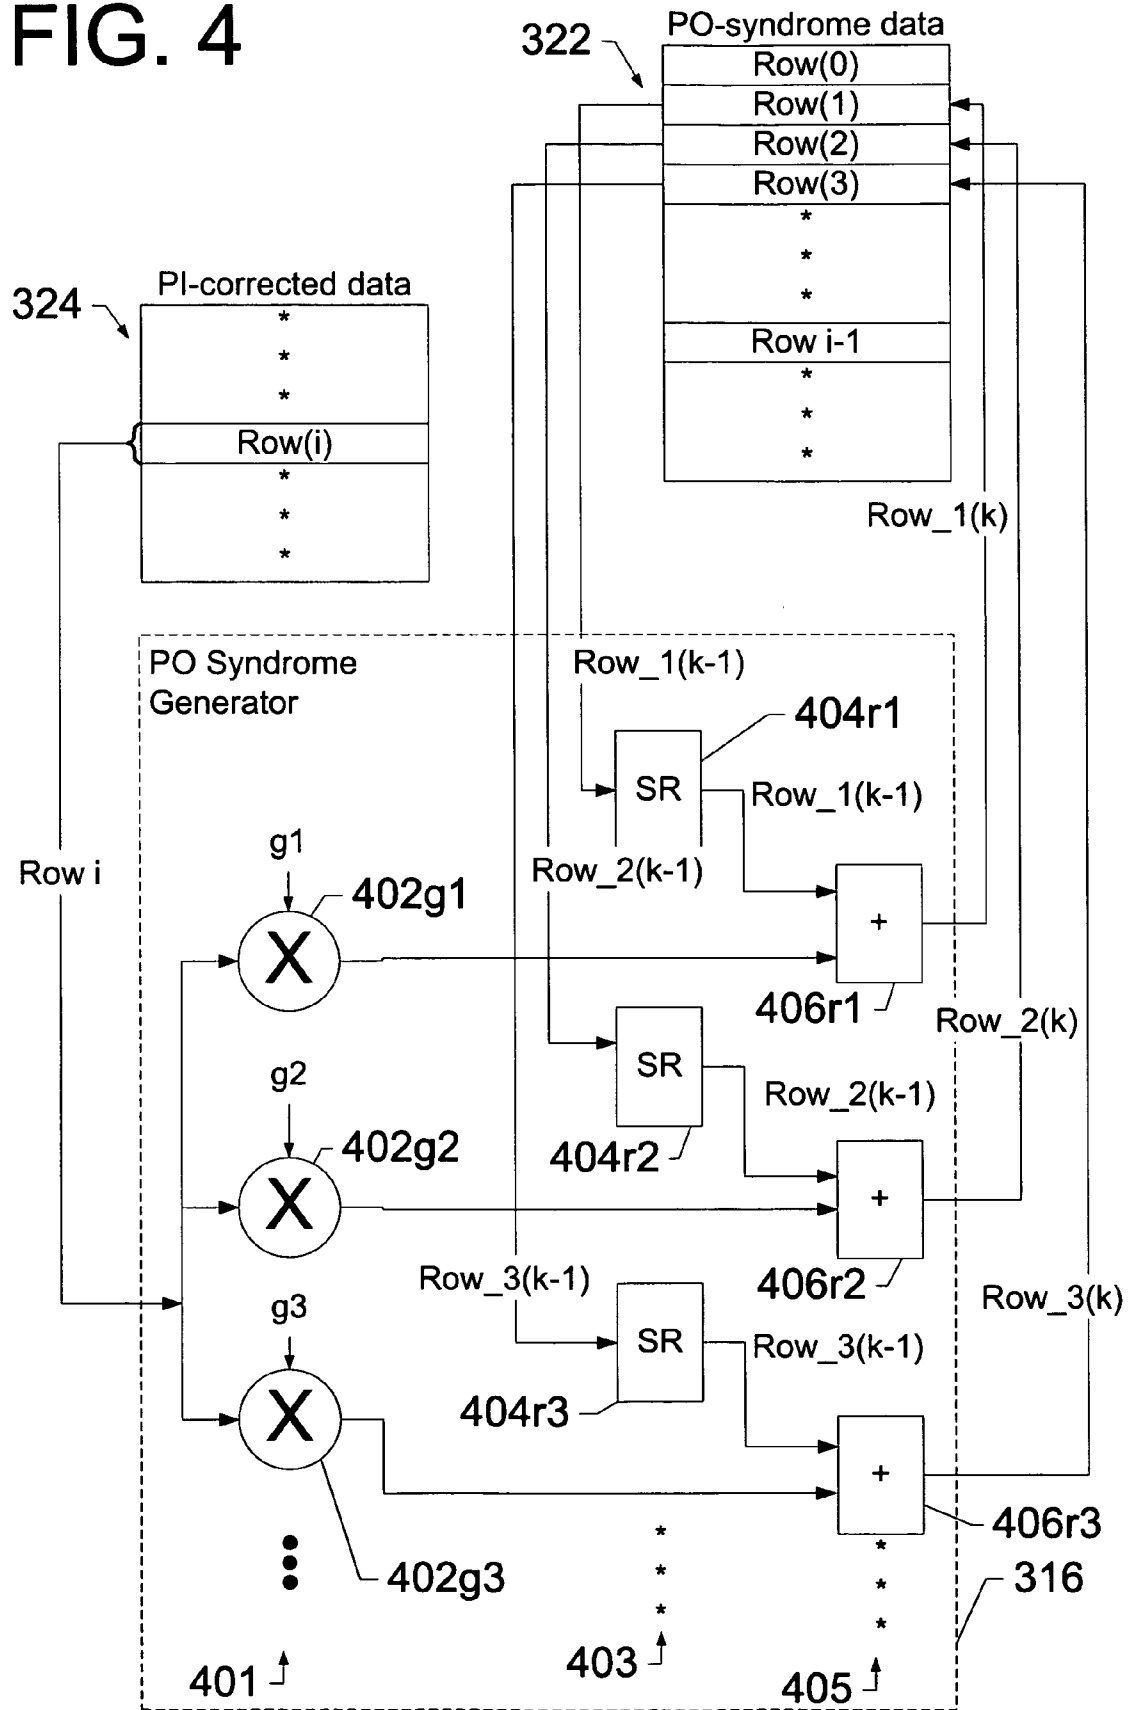 FIG. 4
PO-syndrome data
322
Row(0)
Row(1)
Row(2)
Row(3)
*
*
*
Row i-1
*
*
*
PI-corrected data
324
*
*
*
Row(i)
*
*
*
Row_1(k)
PO Syndrome
Generator
Row_1(k-1)
404r1
SR
Row_1(k-1)
g1
Row i
Row_2(k-1)
402g1
X
+
406r1
Row_2(k)
SR
g2
Row_2(k-1)
402g2
404r2
X
+
406r2
Row_3(k-1)
Row_3(k)
g3
SR
Row_3(k-1)
404r3
X
+
406r3
402g3
*
*
*
*
*
*
316
401
403
405